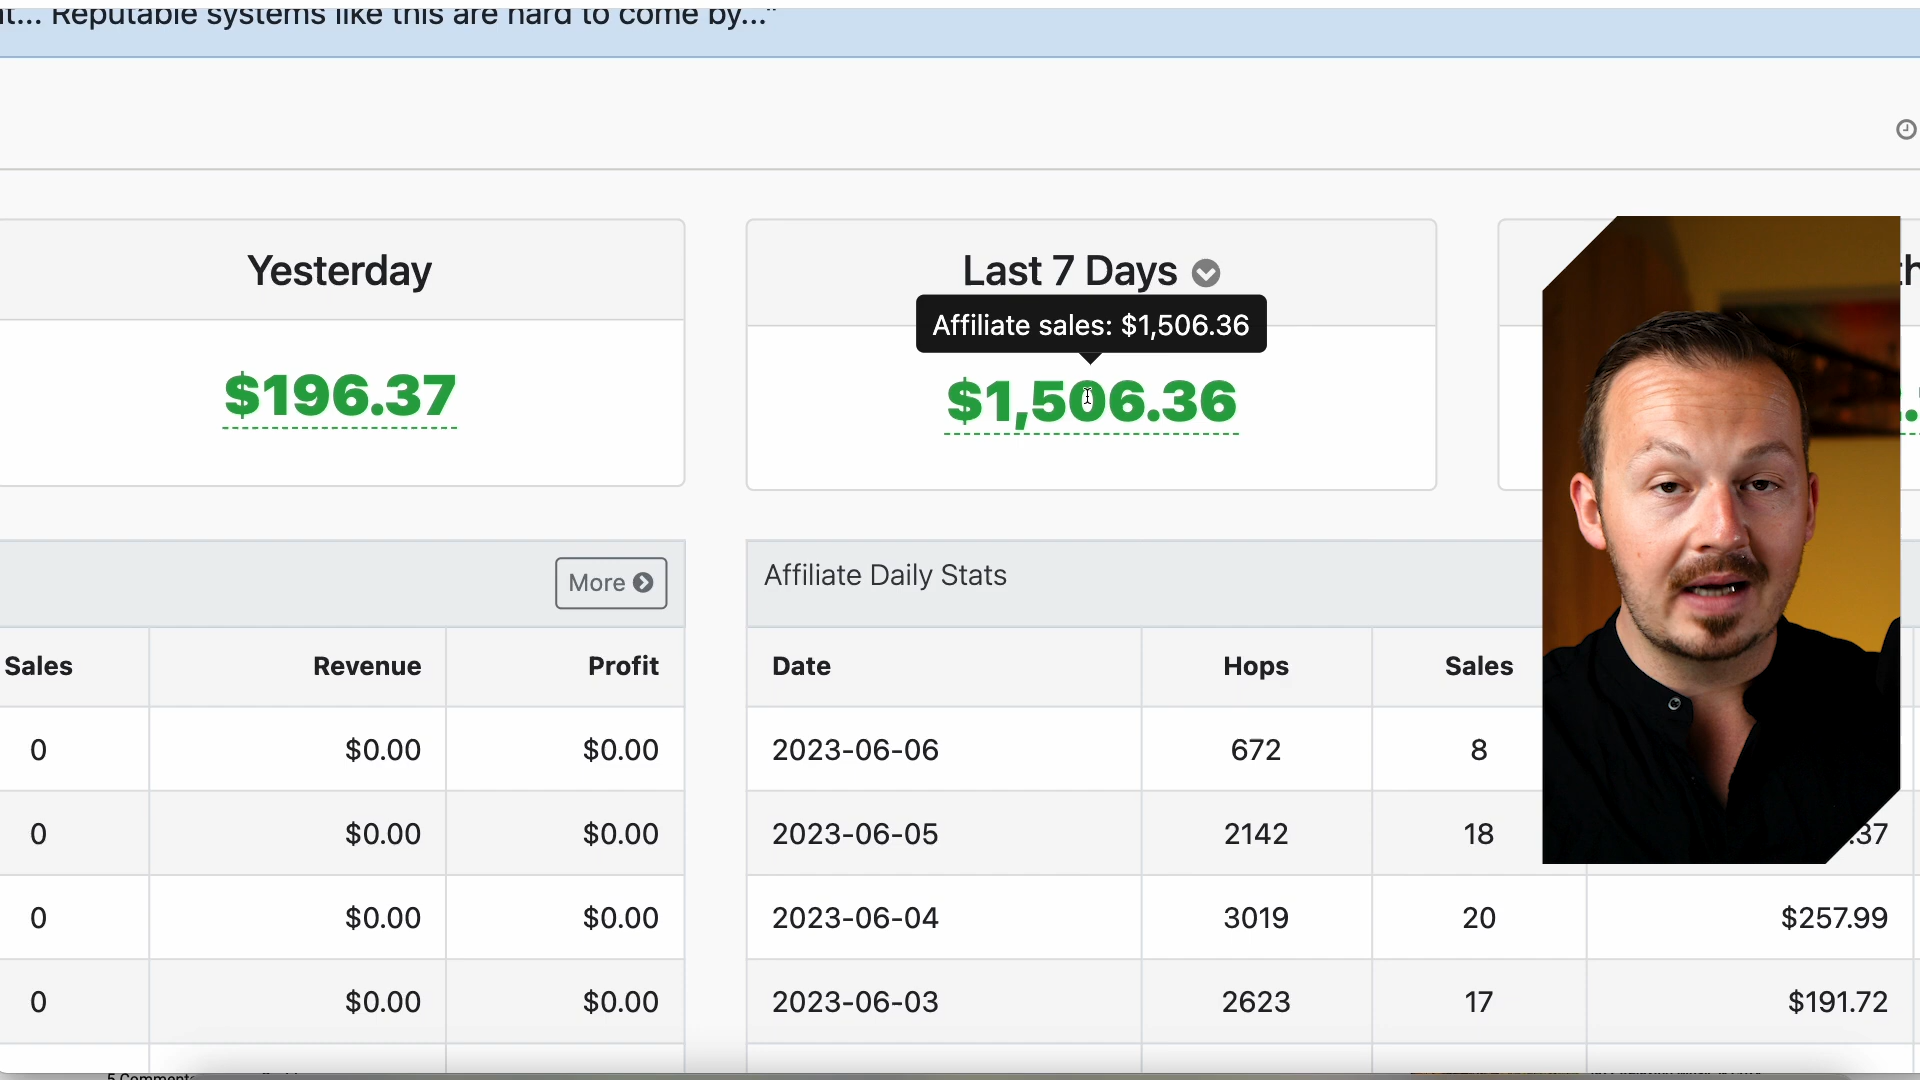 Reputable systems like this are hard to come by..."
Yesterday
$196.37
Last 7 Days
Affiliate sales: $1,506.36
$1,506.36
More
Sales Revenue Profit
0 $0.00 $0.00
0 $0.00 $0.00
0 $0.00 $0.00
0 $0.00 $0.00
Affiliate Daily Stats
Date Hops Sales
2023-06-06 672 8
2023-06-05 2142 18 .37
2023-06-04 3019 20 $257.99
2023-06-03 2623 17 $191.72